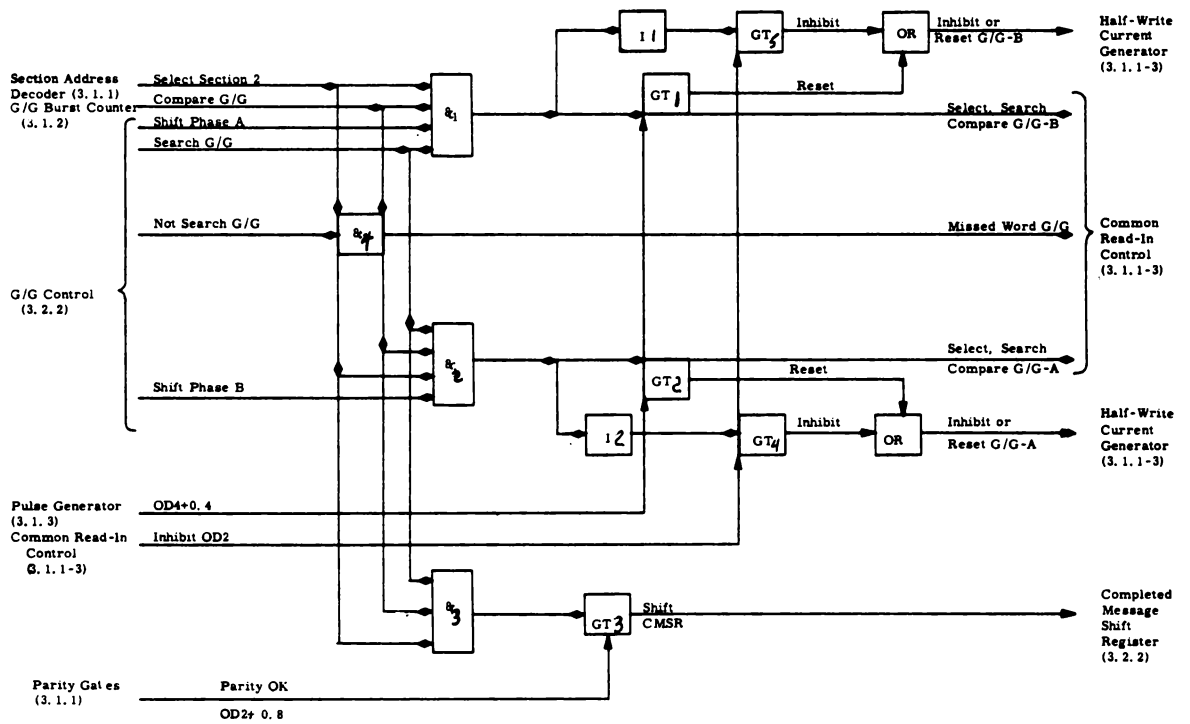 I1
GT5
Inhibit
OR
Inhibit or
Reset G/G-B
Half-Write
Current
Generator
(3.1.1-3)
Section Address
Decoder (3.1.1)
G/G Burst Counter
(3.1.2)
Select Section 2
Compare G/G
Shift Phase A
Search G/G
&1
GT1
Reset
Select, Search
Compare G/G-B
Not Search G/G
&4
Missed Word G/G
Common
Read-In
Control
(3.1.1-3)
G/G Control
(3.2.2)
&2
Select, Search
Compare G/G-A
GT2
Reset
Shift Phase B
I2
GT4
Inhibit
OR
Inhibit or
Reset G/G-A
Half-Write
Current
Generator
(3.1.1-3)
Pulse Generator
(3.1.3)
OD4+0.4
Common Read-In
Control
(3.1.1-3)
Inhibit OD2
&3
GT3
Shift
CMSR
Completed
Message
Shift
Register
(3.2.2)
Parity Gates
(3.1.1)
Parity OK
OD2+0.8